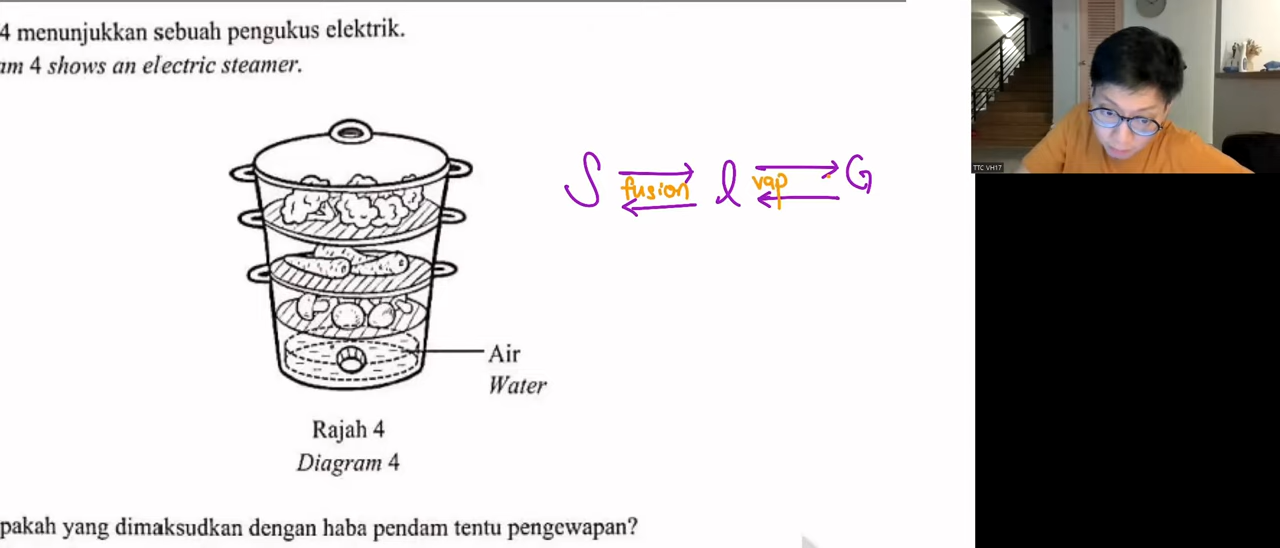 4 menunjukkan sebuah pengukus elektrik.
am 4 shows an electric steamer.
S fusion l vap G
Air
Water
Rajah 4
Diagram 4
pakah yang dimaksudkan dengan haba pendam tentu pengewapan?
TTC VH17